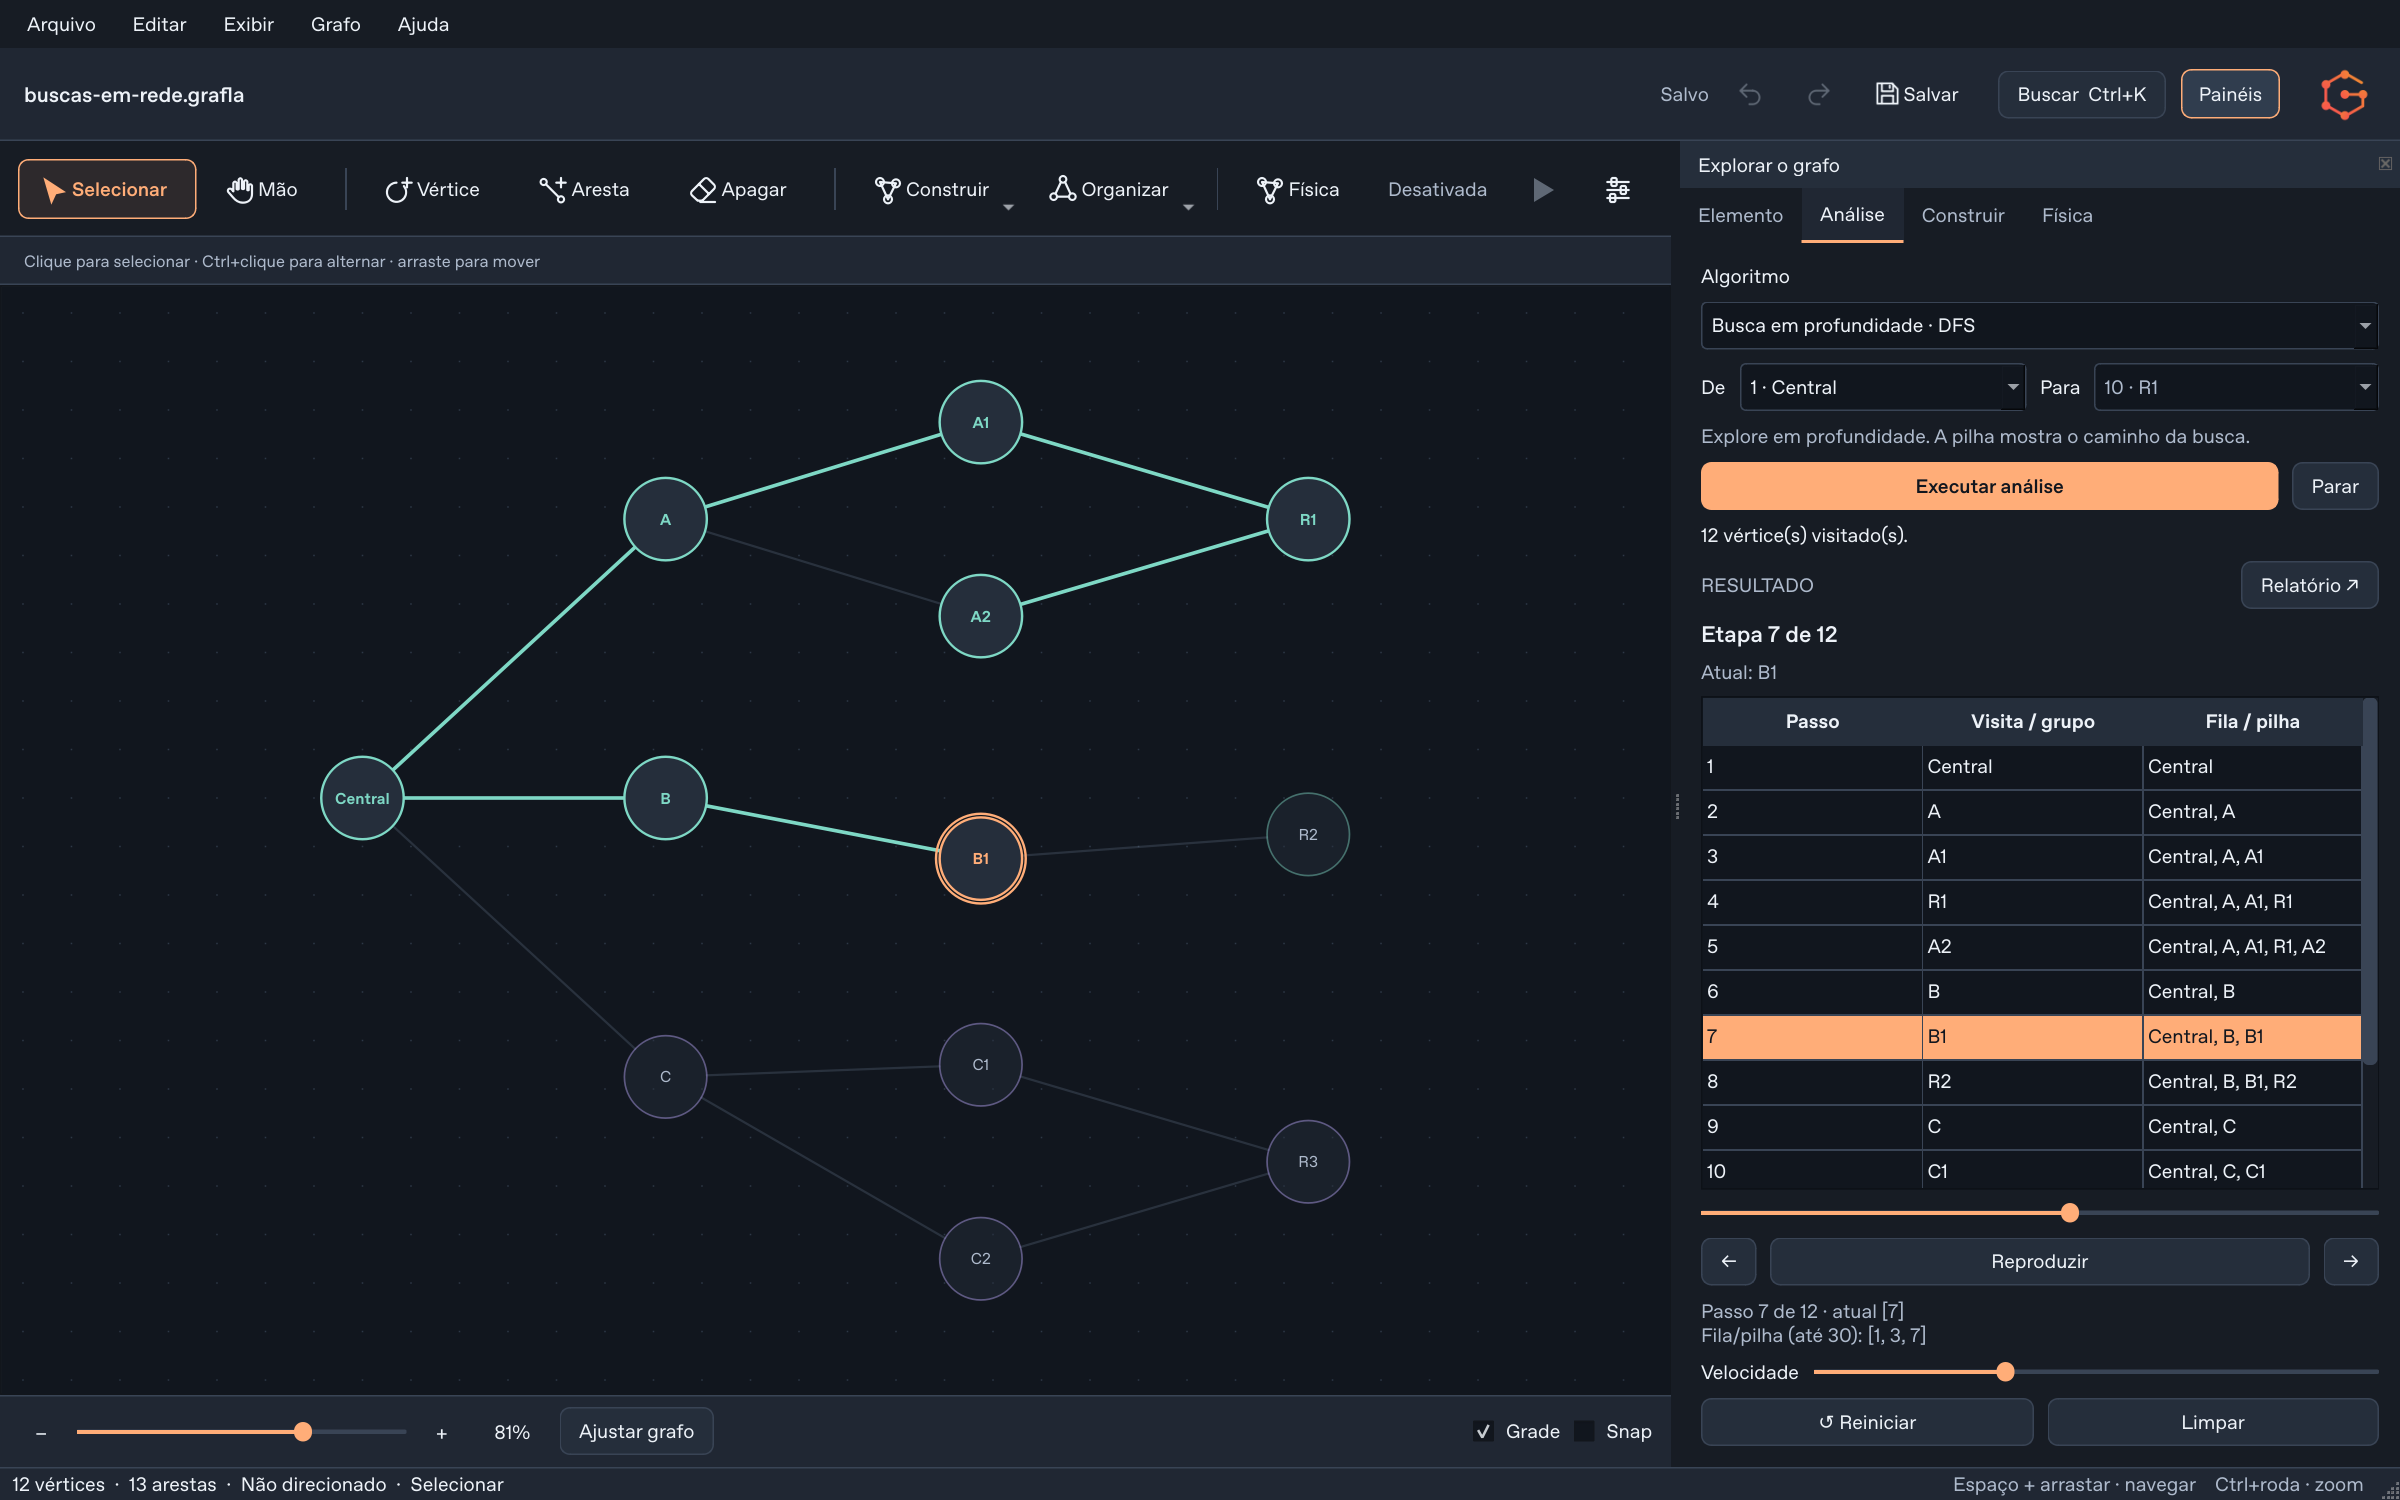 Arquivo Editar Exibir Grafo Ajuda
buscas-em-rede.grafla
Salvo Salvar Buscar Ctrl+K Painéis
Selecionar Mão Vértice Aresta Apagar Construir Organizar Física Desativada
Clique para selecionar · Ctrl+clique para alternar · arraste para mover
A1
A
R1
A2
Central
B
B1
R2
C
C1
R3
C2
− + 81% Ajustar grafo Grade Snap
12 vértices · 13 arestas · Não direcionado · Selecionar
Explorar o grafo
Elemento Análise Construir Física
Algoritmo
Busca em profundidade · DFS
De 1 · Central Para 10 · R1
Explore em profundidade. A pilha mostra o caminho da busca.
Executar análise Parar
12 vértice(s) visitado(s).
RESULTADO Relatório ↗
Etapa 7 de 12
Atual: B1
Passo Visita / grupo Fila / pilha
1 Central Central
2 A Central, A
3 A1 Central, A, A1
4 R1 Central, A, A1, R1
5 A2 Central, A, A1, R1, A2
6 B Central, B
7 B1 Central, B, B1
8 R2 Central, B, B1, R2
9 C Central, C
10 C1 Central, C, C1
← Reproduzir →
Passo 7 de 12 · atual [7]
Fila/pilha (até 30): [1, 3, 7]
Velocidade
↺ Reiniciar Limpar
Espaço + arrastar · navegar Ctrl+roda · zoom